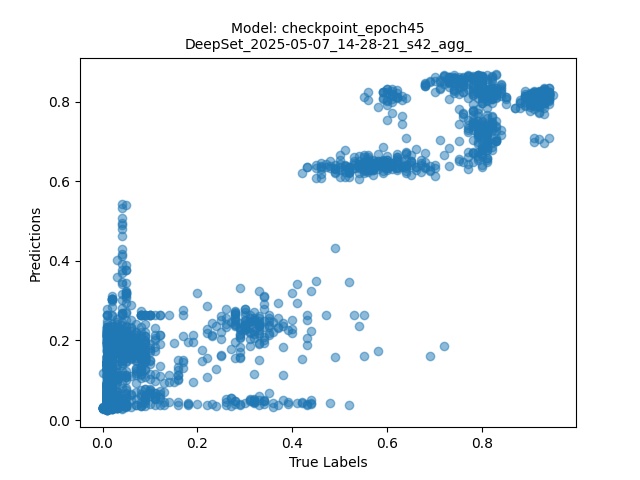 Model: checkpoint_epoch45
DeepSet_2025-05-07_14-28-21_s42_agg_
0.8
0.6
0.4
0.2
0.0
Predictions
0.0 0.2 0.4 0.6 0.8
True Labels